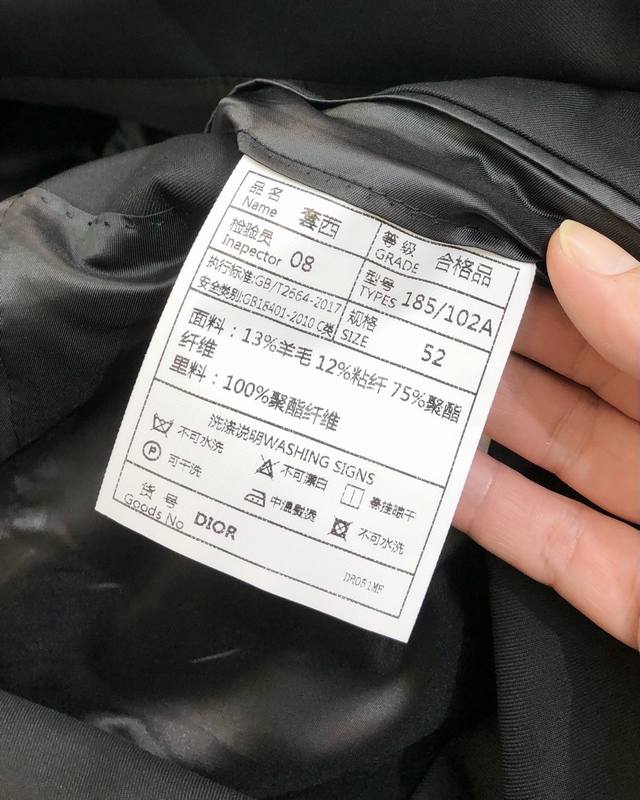 品名 套西 等级 合格品
Name GRADE
检验员 08 型号 185/102A
Inapector TYPES
执行标准:GB/T2664-2017 规格 52
安全类别:GB18401-2010 C类 SIZE
面料：13%羊毛 12%粘纤 75%聚酯
纤维
里料：100%聚酯纤维
洗涤说明WASHING SIGNS
不可水洗 不可漂白 悬挂晾干
P 可干洗 中温熨烫 不可水洗
货号 DIOR
Goods No
DR051MF